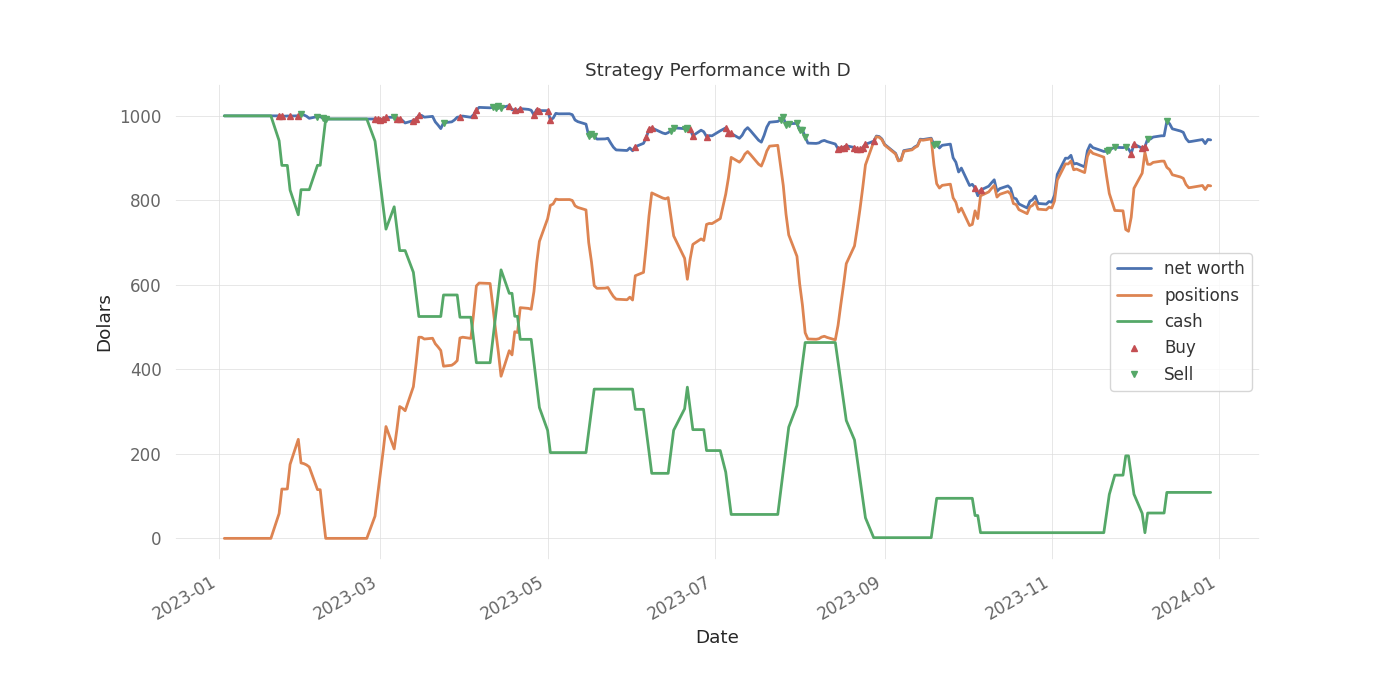 Strategy Performance with D
Dolars
1000
800
600
400
200
0
net worth
positions
cash
Buy
Sell
2023-01
2023-03
2023-05
2023-07
2023-09
2023-11
2024-01
Date